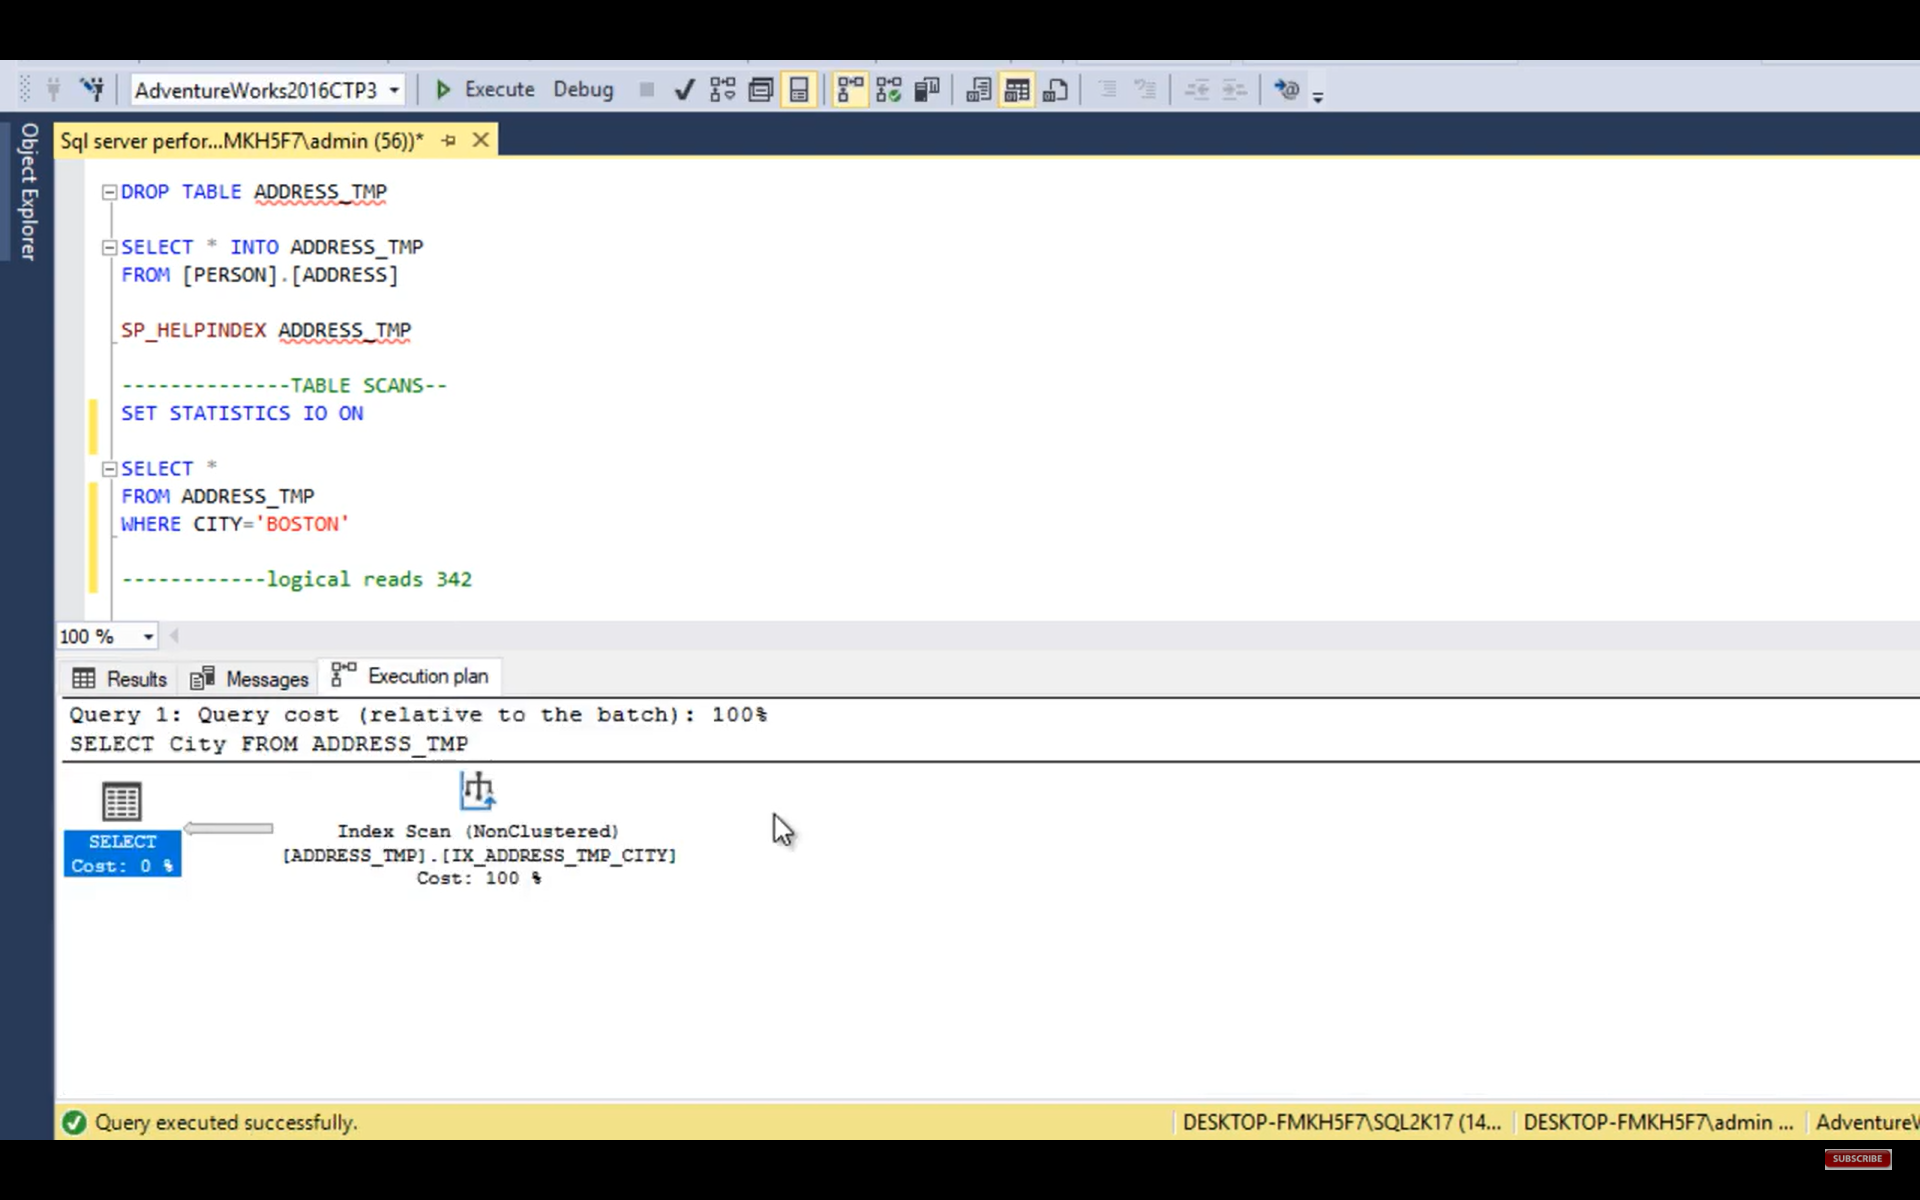 AdventureWorks2016CTP3 Execute Debug
Object Explorer
Sql server perfor...MKH5F7\admin (56))*
DROP TABLE ADDRESS_TMP
SELECT * INTO ADDRESS_TMP
FROM [PERSON].[ADDRESS]
SP_HELPINDEX ADDRESS_TMP
--------------TABLE SCANS--
SET STATISTICS IO ON
SELECT *
FROM ADDRESS_TMP
WHERE CITY='BOSTON'
------------logical reads 342
100 %
Results Messages Execution plan
Query 1: Query cost (relative to the batch): 100%
SELECT City FROM ADDRESS_TMP
SELECT
Cost: 0 %
Index Scan (NonClustered)
[ADDRESS_TMP].[IX_ADDRESS_TMP_CITY]
Cost: 100 %
Query executed successfully. DESKTOP-FMKH5F7\SQL2K17 (14... DESKTOP-FMKH5F7\admin ... AdventureW
SUBSCRIBE